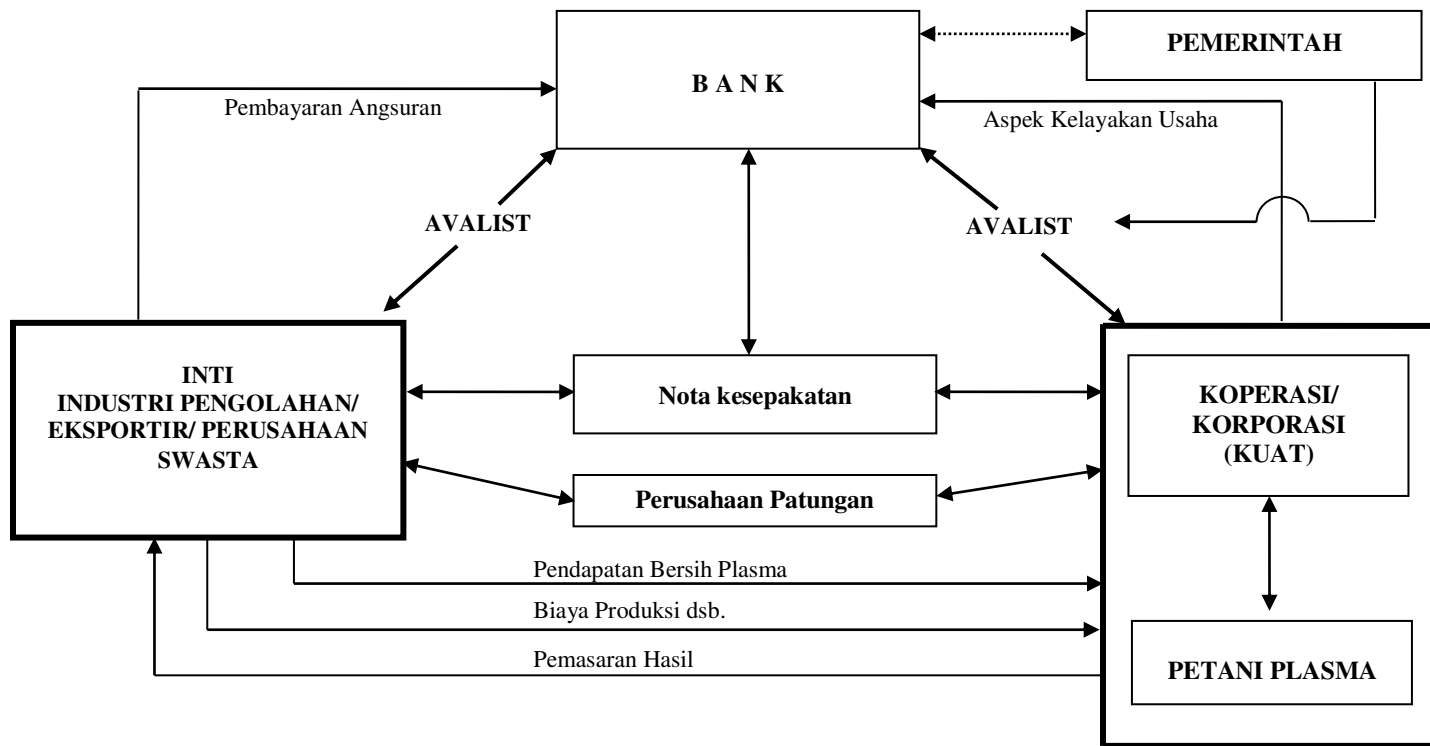 PEMERINTAH
B A N K
Pembayaran Angsuran
Aspek Kelayakan Usaha
AVALIST
AVALIST
INTI
INDUSTRI PENGOLAHAN/
EKSPORTIR/ PERUSAHAAN
SWASTA
Nota kesepakatan
KOPERASI/
KORPORASI
(KUAT)
Perusahaan Patungan
Pendapatan Bersih Plasma
Biaya Produksi dsb.
Pemasaran Hasil
PETANI PLASMA